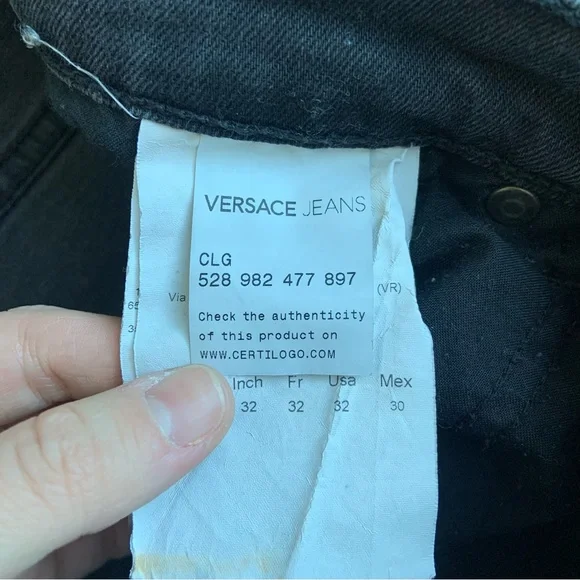 VERSACE JEANS
CLG
528 982 477 897
Via
(VR)
Check the authenticity
of this product on
WWW.CERTILOGO.COM
Inch Fr Usa Mex
32 32 32 30